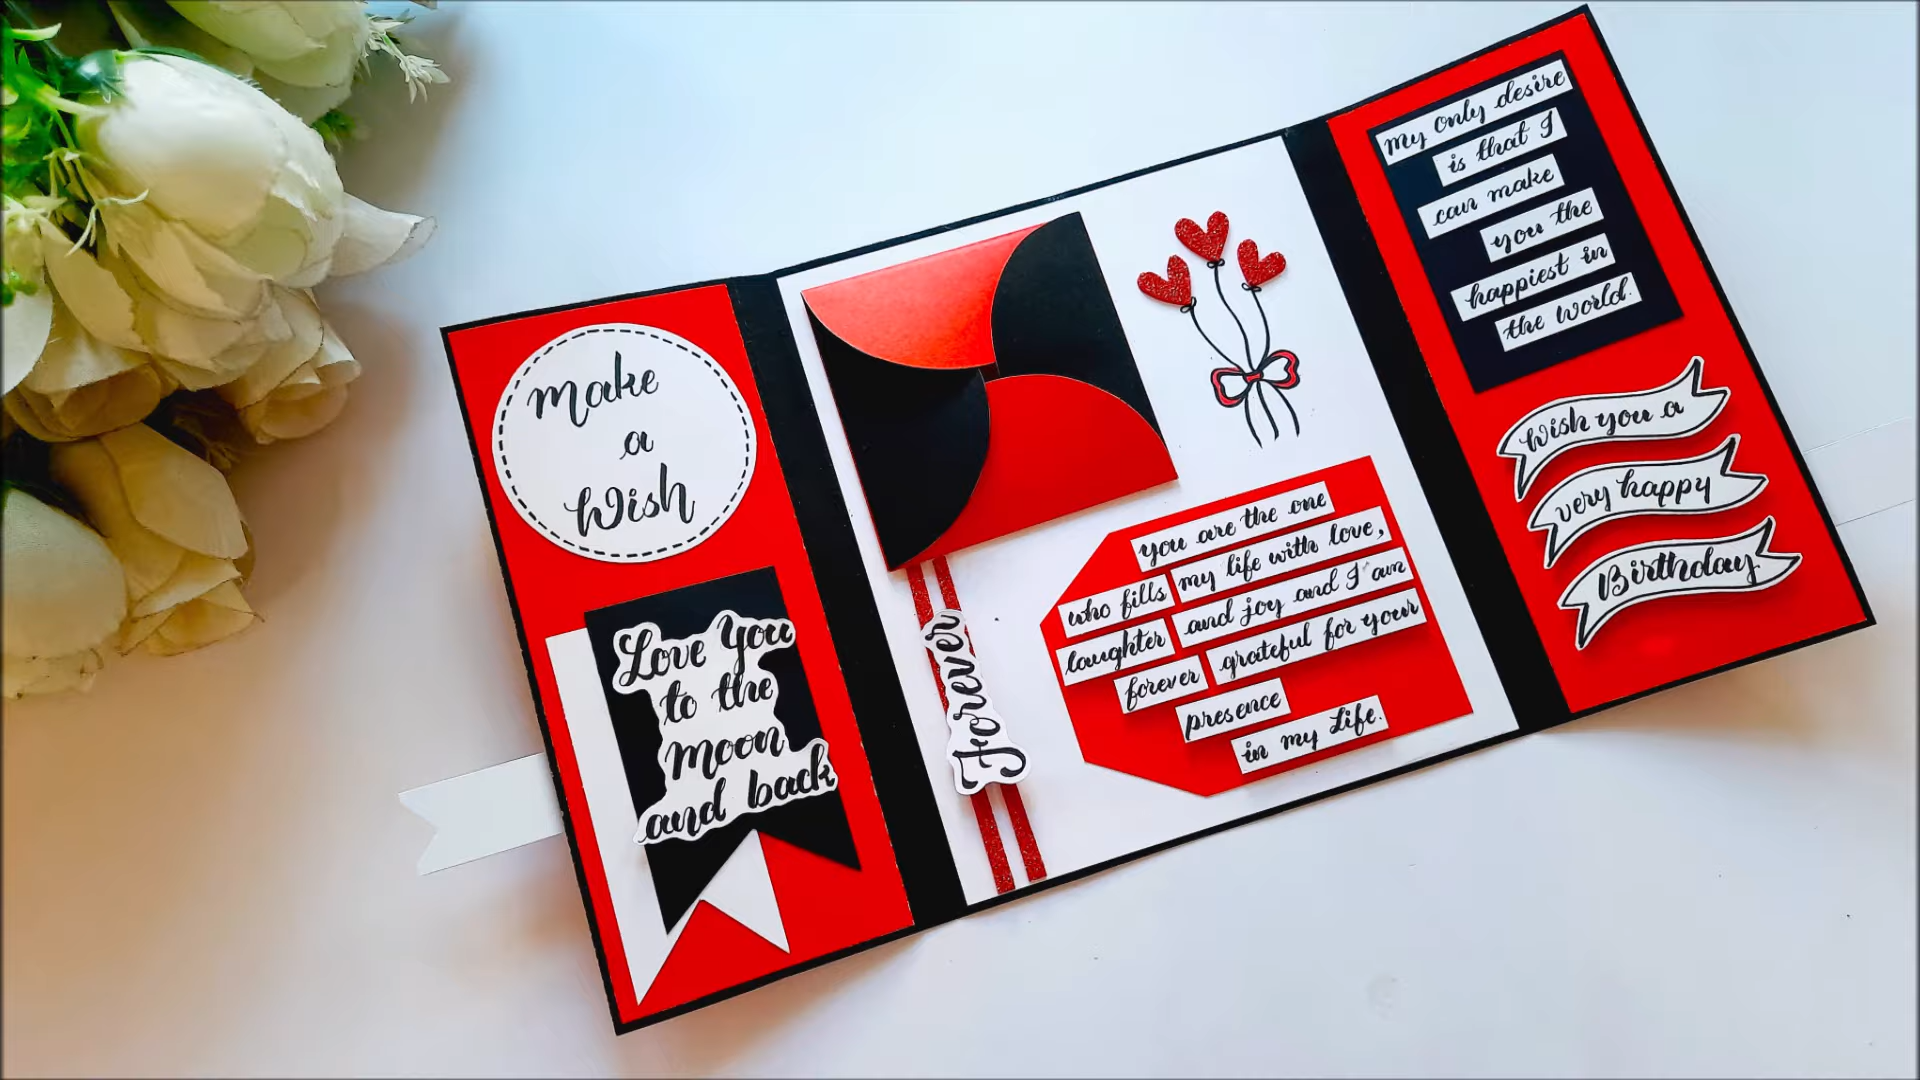 Make
a
Wish
Love You
to the
moon
and back
Forever
you are the one
who fills my life with love,
laughter and joy and I am
forever grateful for your
presence
in my Life.
My only desire
is that I
can make
you the
happiest in
the world.
Wish you a
very happy
Birthday